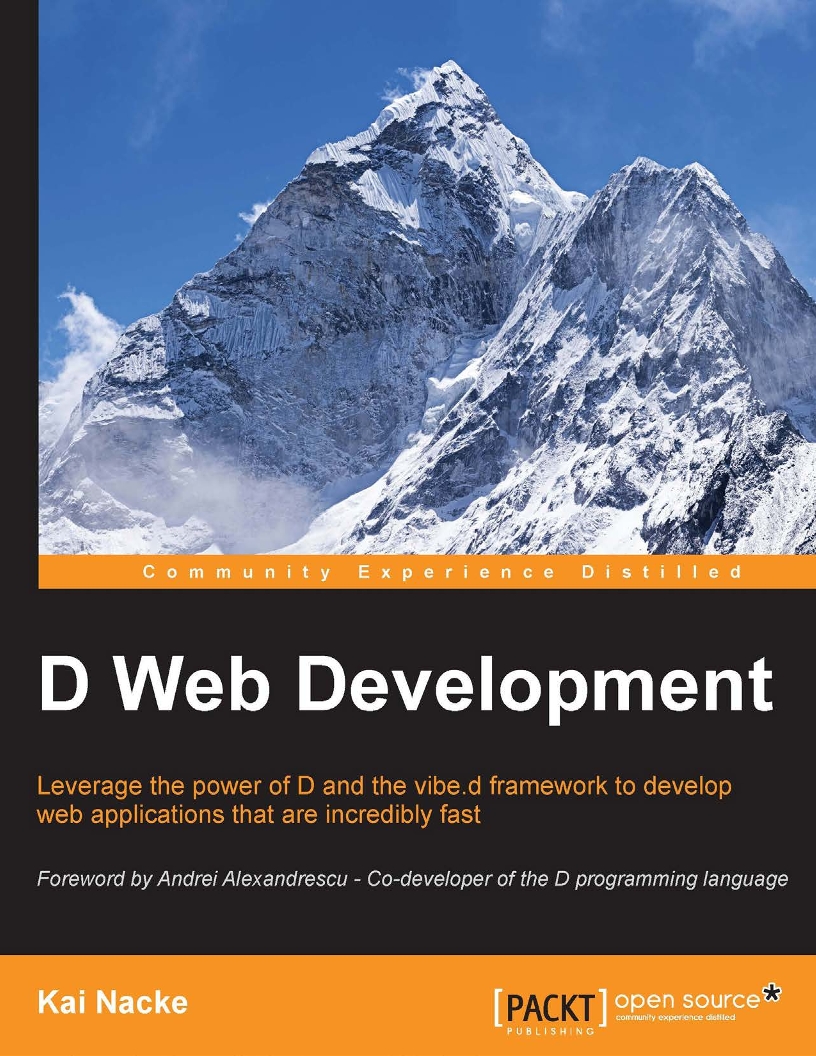 Community Experience Distilled
D Web Development
Leverage the power of D and the vibe.d framework to develop
web applications that are incredibly fast
Foreword by Andrei Alexandrescu - Co-developer of the D programming language
Kai Nacke
[PACKT]
PUBLISHING
open source*
community experience distilled